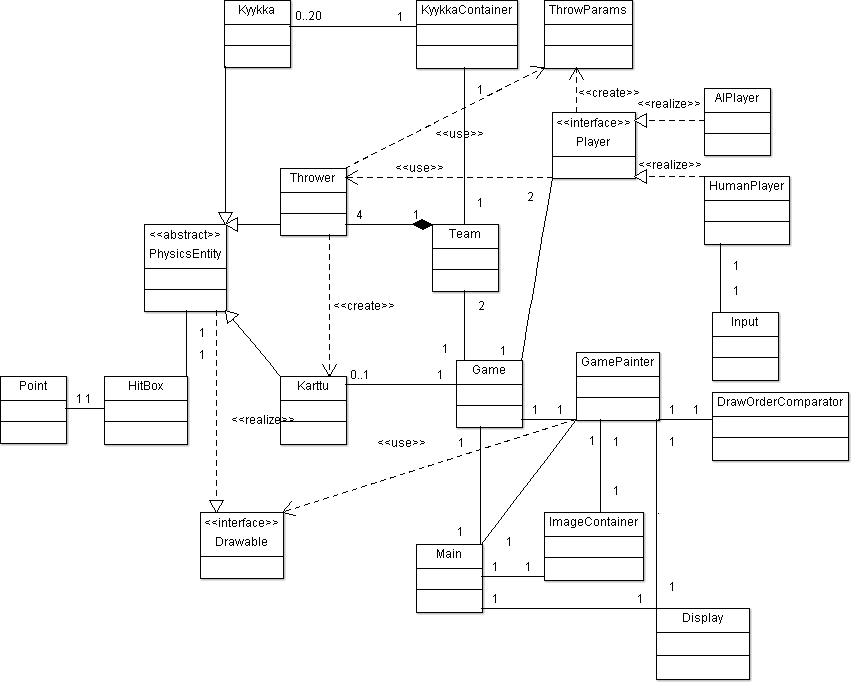 Kyykka
0..20
1
KyykkaContainer
ThrowParams
1
<<create>>
<<realize>>
AIPlayer
<<interface>>
Player
<<use>>
<<use>>
<<realize>>
HumanPlayer
Thrower
4
1
1
2
<<abstract>>
PhysicsEntity
Team
1
1
<<create>>
2
Input
1
1
1
1
Game
GamePainter
Point
1
1
HitBox
Karttu
0..1
1
1
1
1
1
DrawOrderComparator
<<realize>>
<<use>>
1
1
1
1
1
<<interface>>
Drawable
ImageContainer
1
1
Main
1
1
1
1
1
Display